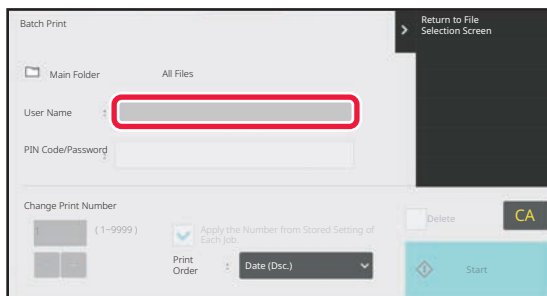 Batch Print
Return to File
Selection Screen
Main Folder
All Files
User Name :
PIN Code/Password :
Change Print Number
1
( 1~9999 )
Apply the Number from Stored Setting of
Each Job
Print
Order : Date (Dsc.)
Delete
CA
Start